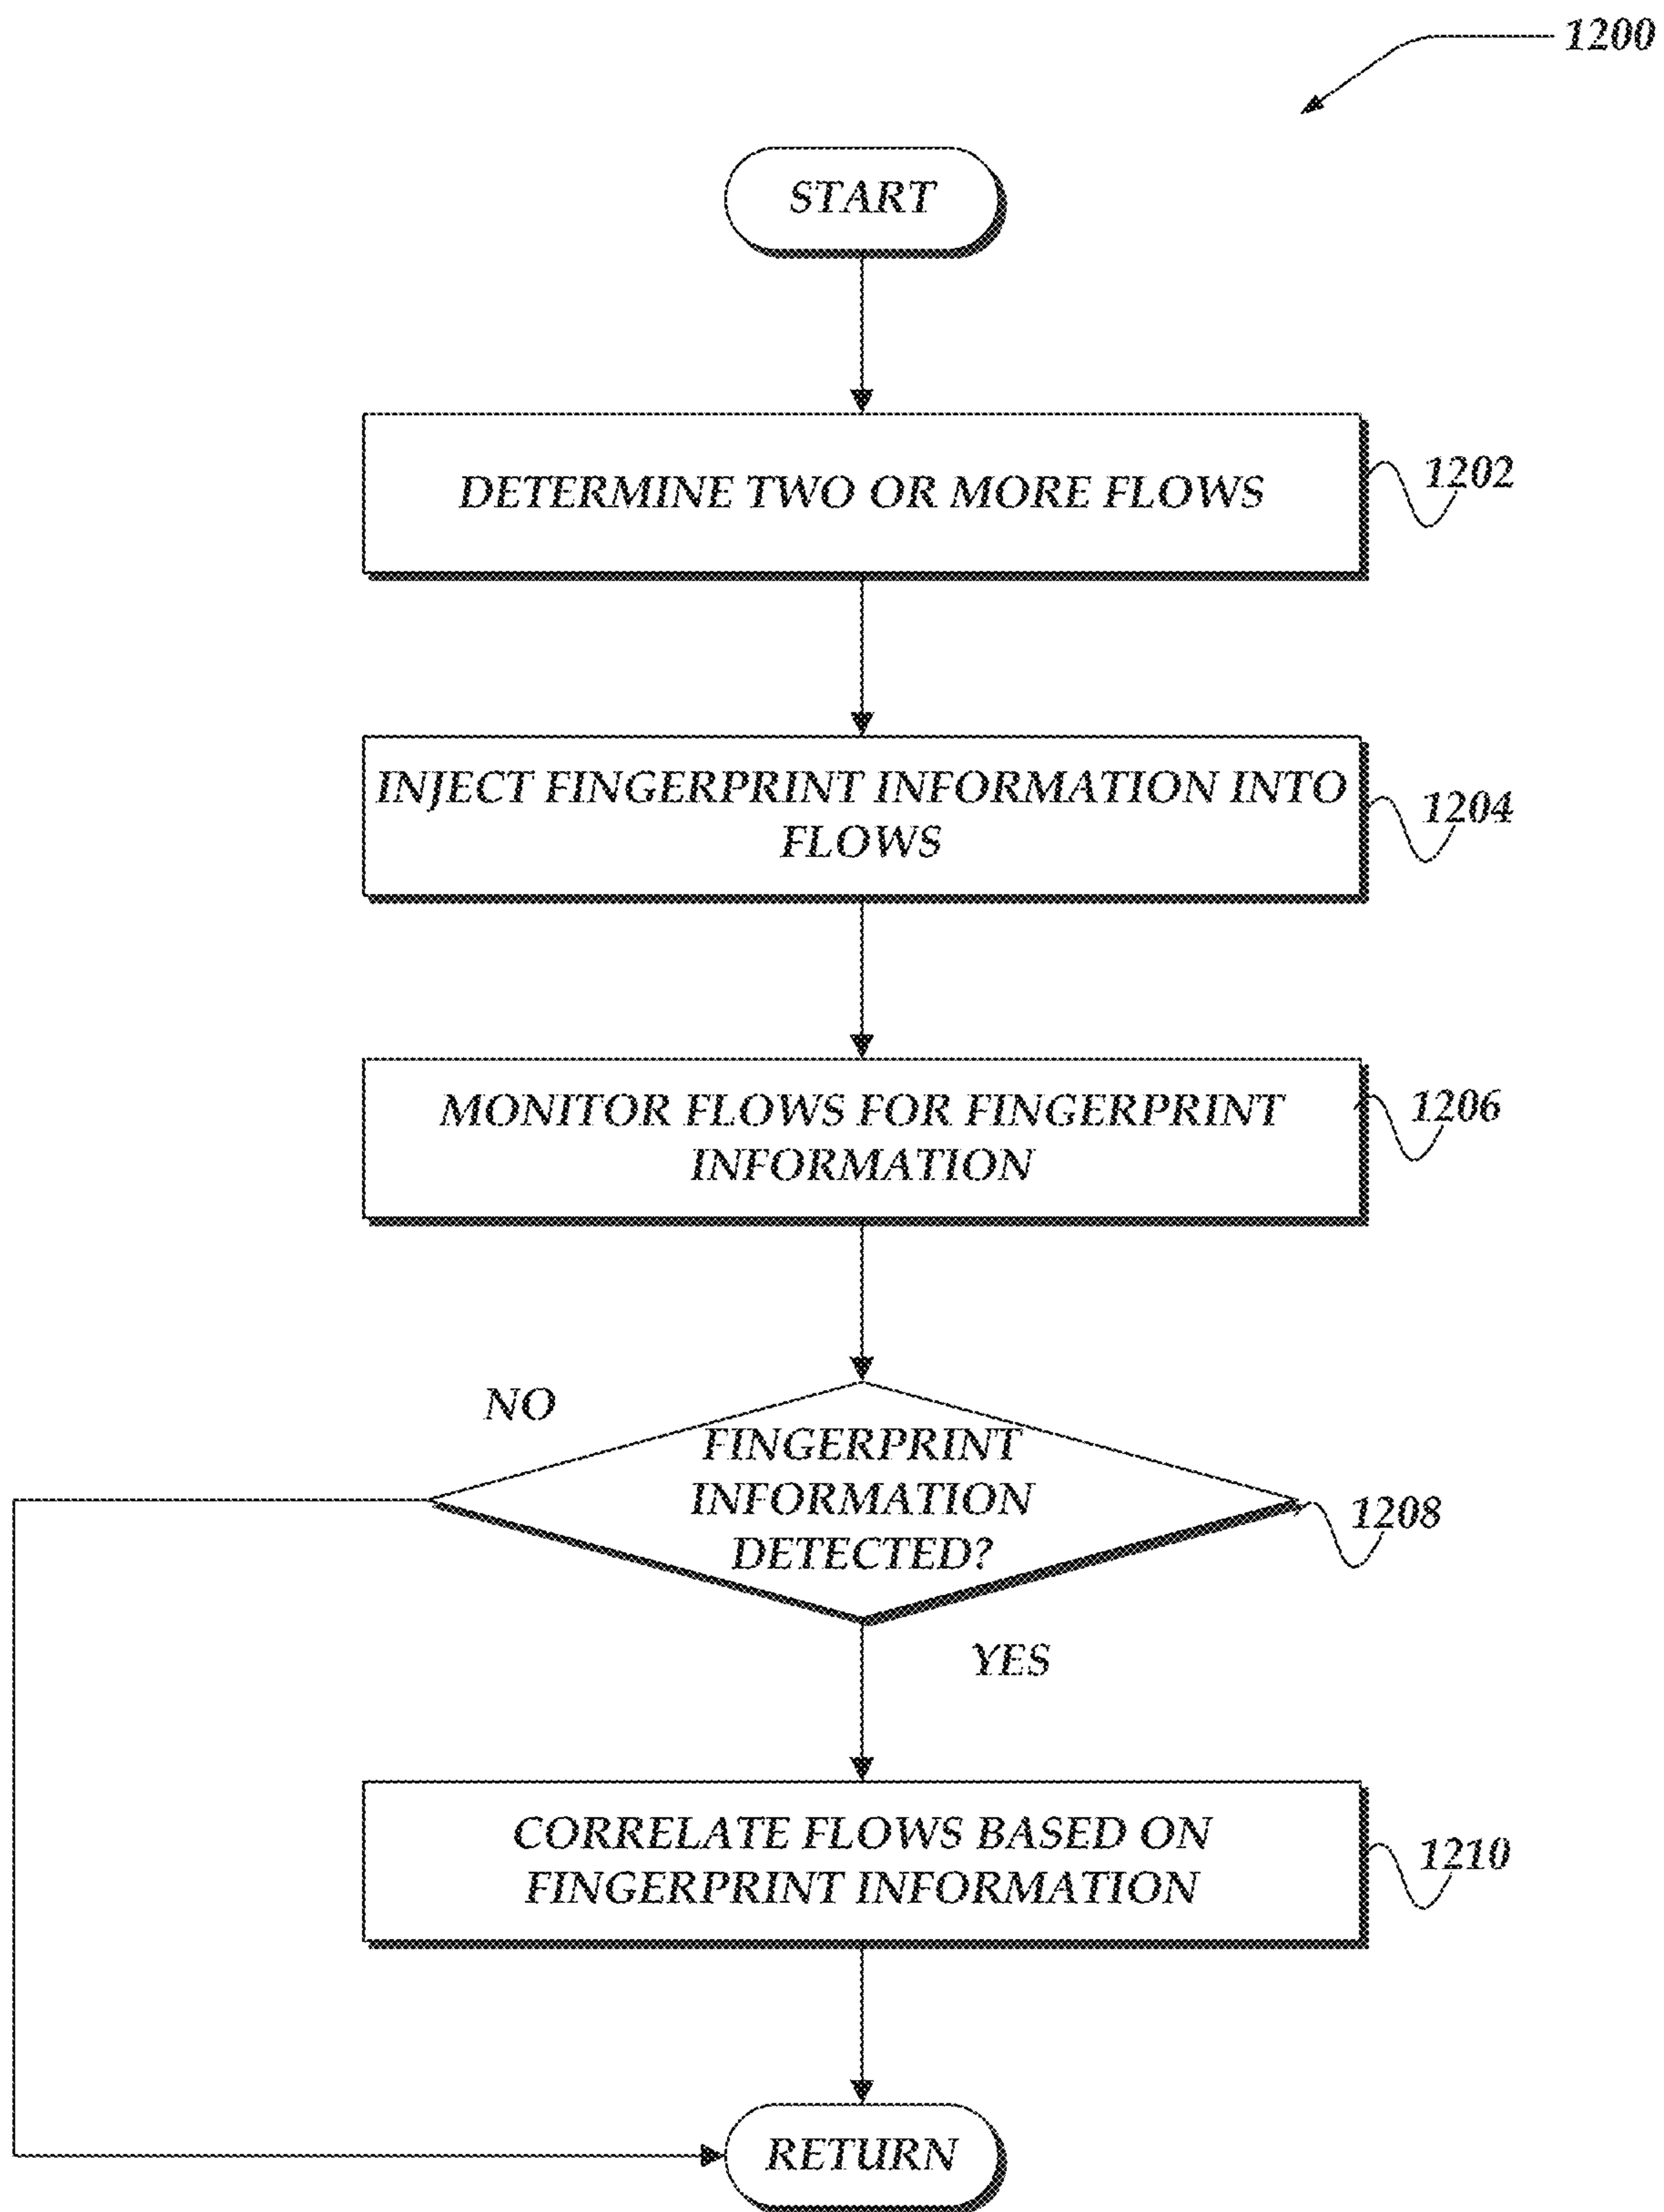 1200
START
DETERMINE TWO OR MORE FLOWS
1202
INJECT FINGERPRINT INFORMATION INTO
FLOWS
1204
MONITOR FLOWS FOR FINGERPRINT
INFORMATION
1206
NO
FINGERPRINT
INFORMATION
DETECTED?
1208
YES
CORRELATE FLOWS BASED ON
FINGERPRINT INFORMATION
1210
RETURN